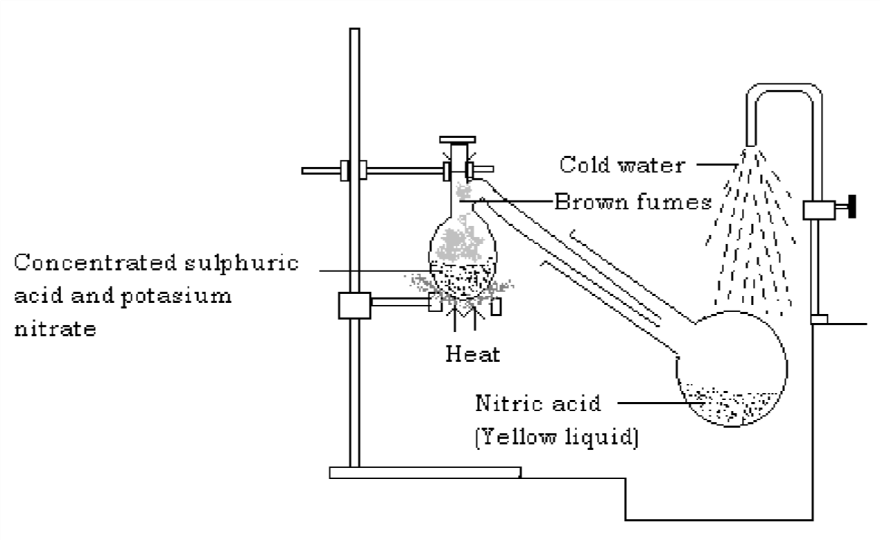 Cold water
Brown fumes
Concentrated sulphuric
acid and potasium
nitrate
Heat
Nitric acid
(Yellow liquid)